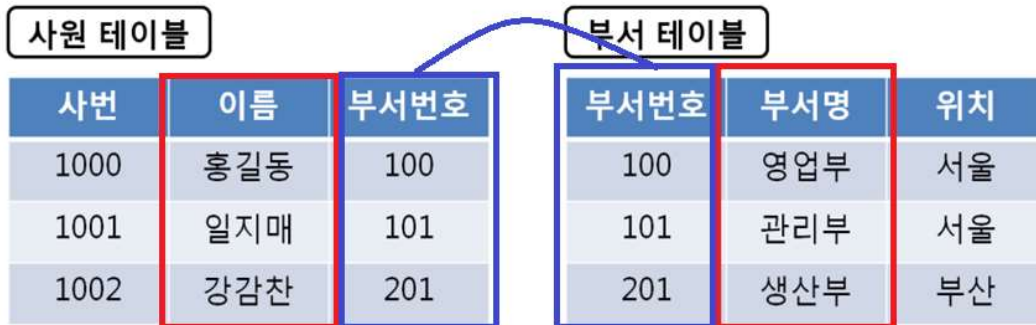 사원 테이블
부서 테이블
사번 이름 부서번호
1000 홍길동 100
1001 일지매 101
1002 강감찬 201
부서번호 부서명 위치
100 영업부 서울
101 관리부 서울
201 생산부 부산